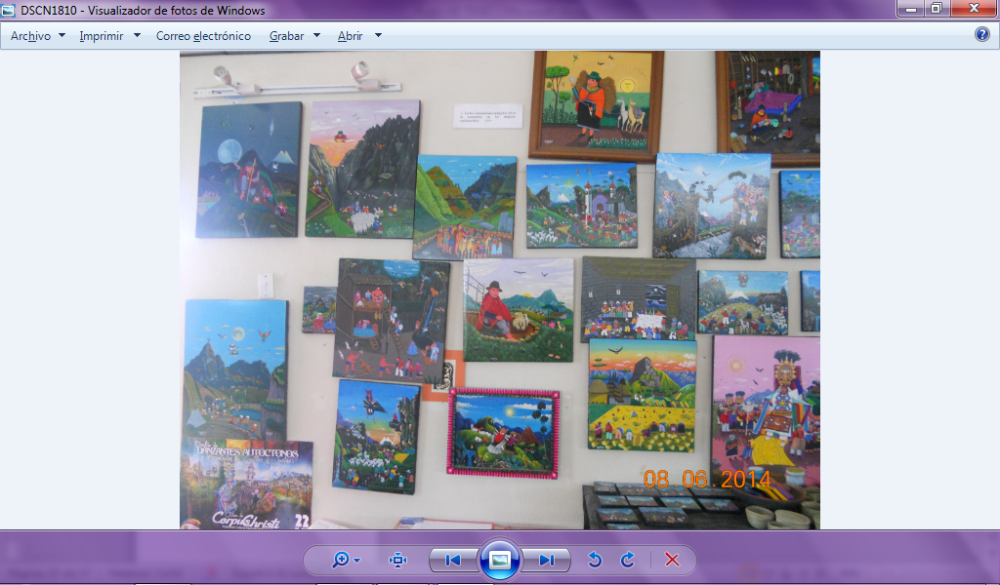 DSCN1810 - Visualizador de fotos de Windows
Archivo Imprimir Correo electrónico Grabar Abrir
DANZANTES AUTÓCTONOS
Corpus Christi
22
08.06.2014